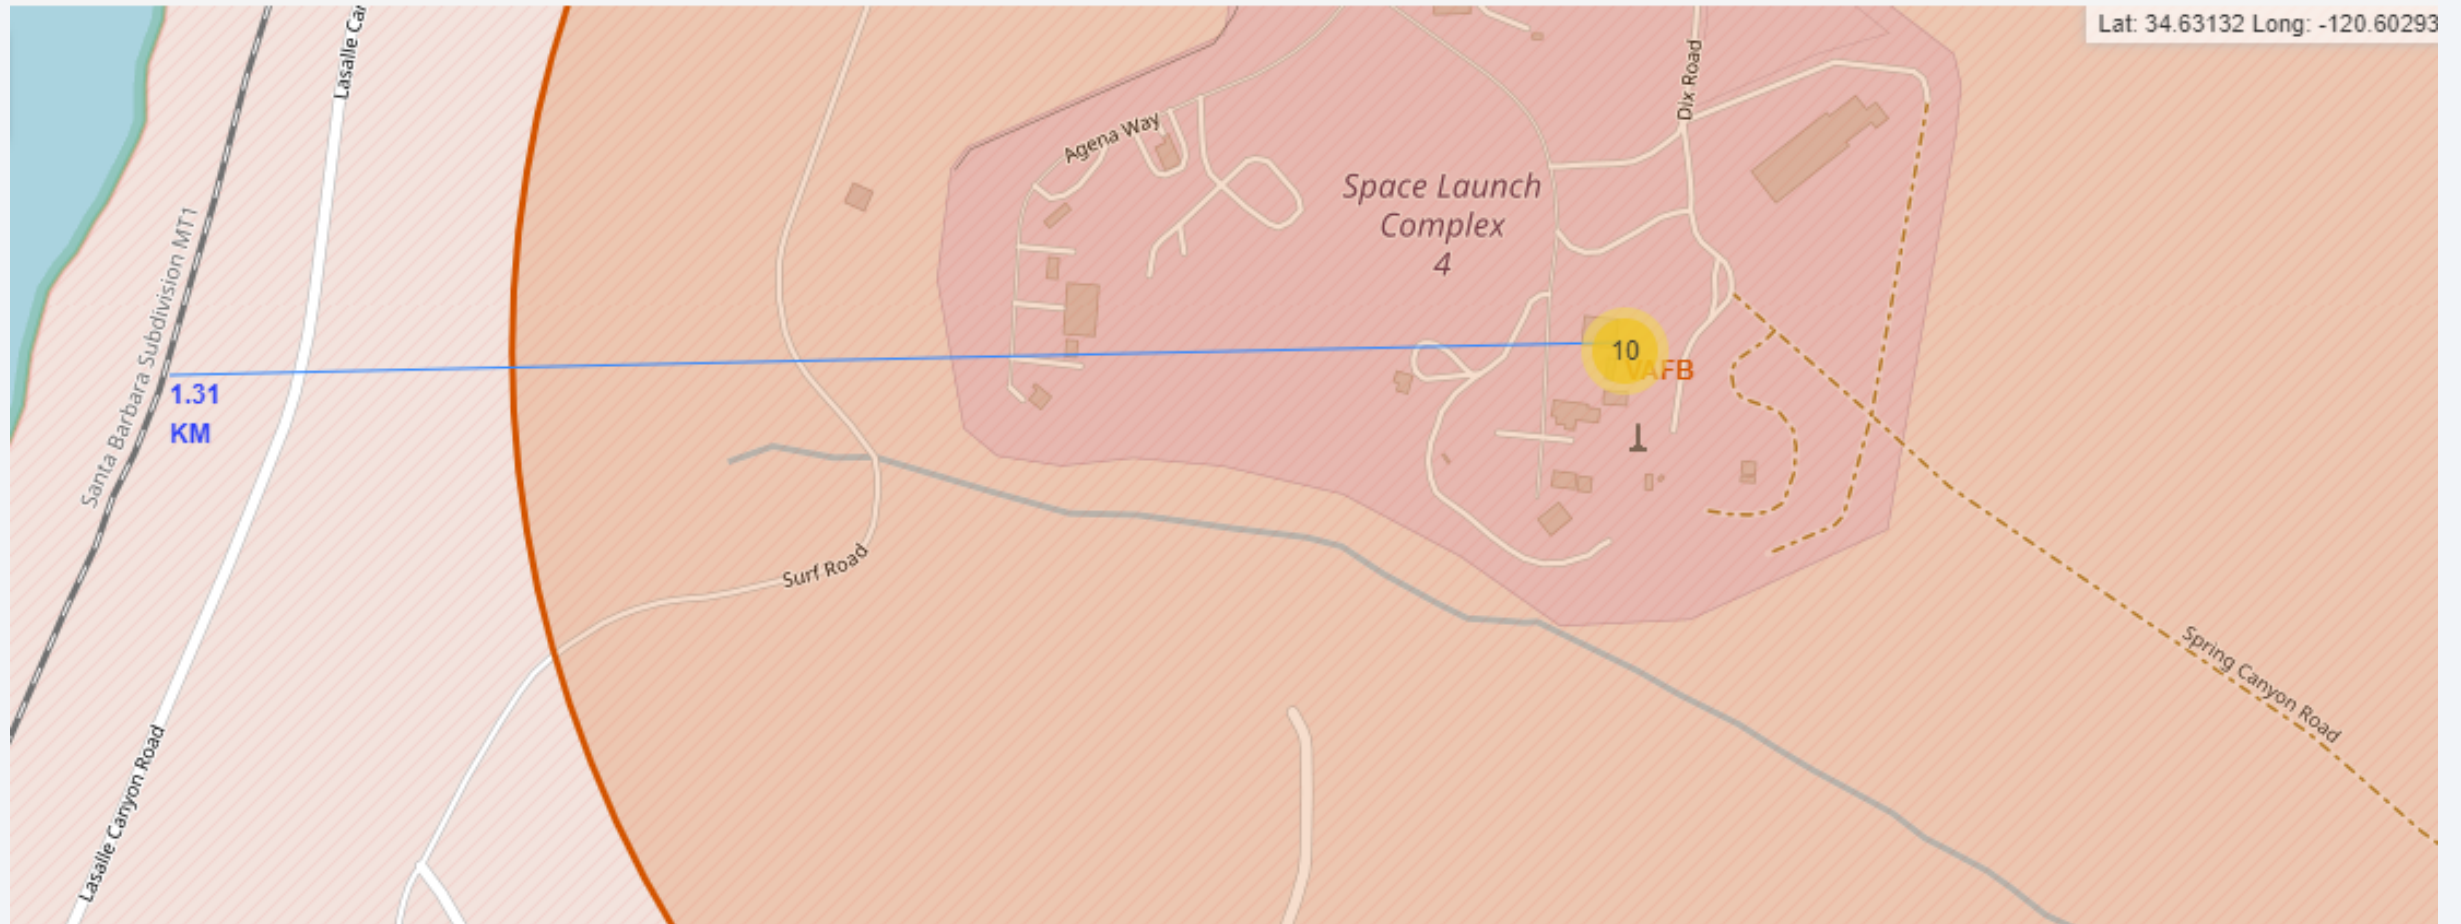 Lat: 34.63132 Long: -120.60293
Lasalle Ca
Dix Road
Agena Way
Space Launch
Complex
4
Santa Barbara Subdivision MT1
10
VAFB
1.31
KM
Surf Road
Spring Canyon Road
Lasalle Canyon Road